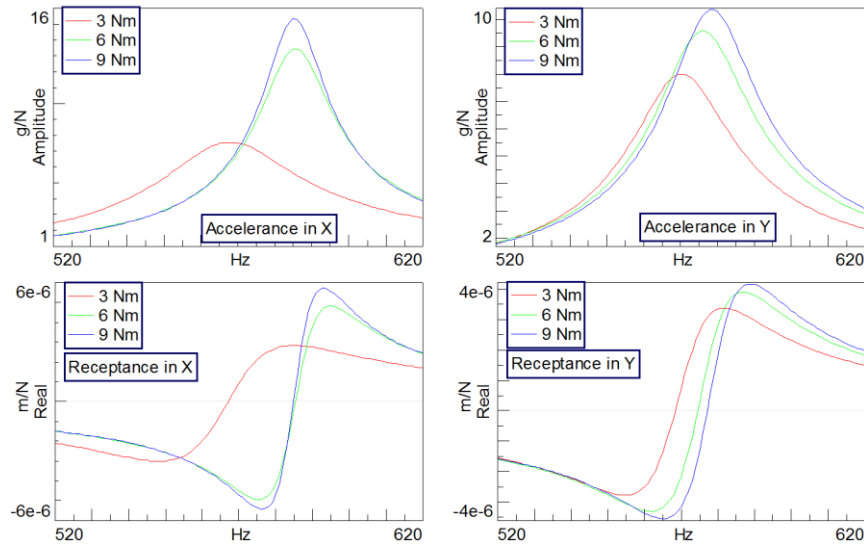 16
g/N
Amplitude
1
3 Nm
6 Nm
9 Nm
Accelerance in X
520
Hz
620
10
g/N
Amplitude
2
3 Nm
6 Nm
9 Nm
Accelerance in Y
520
Hz
620
6e-6
m/N
Real
-6e-6
3 Nm
6 Nm
9 Nm
Receptance in X
520
Hz
620
4e-6
m/N
Real
-4e-6
3 Nm
6 Nm
9 Nm
Receptance in Y
520
Hz
620